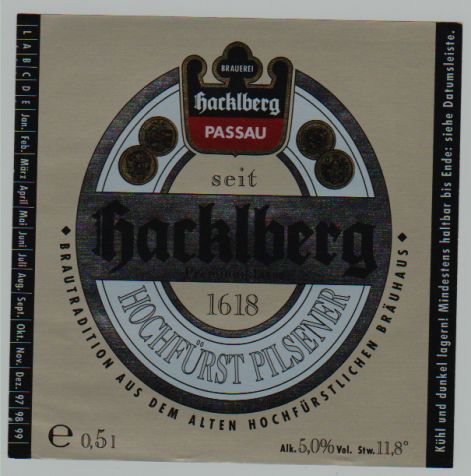 BRAUEREI
Hacklberg
PASSAU
seit
Hacklberg
1618
HOCHFÜRST PILSENER
◆ BRAUTRADITION AUS DEM ALTEN HOCHFÜRSTLICHEN BRÄUHAUS ◆
e 0,5 l
Alk. 5,0% Vol. Stw. 11,8°
L A B C D E Jan. Feb. März April Mai Juni Juli Aug. Sept. Okt. Nov. Dez. 97 98 99
Kühl und dunkel lagern! Mindestens haltbar bis Ende: siehe Datumsleiste.